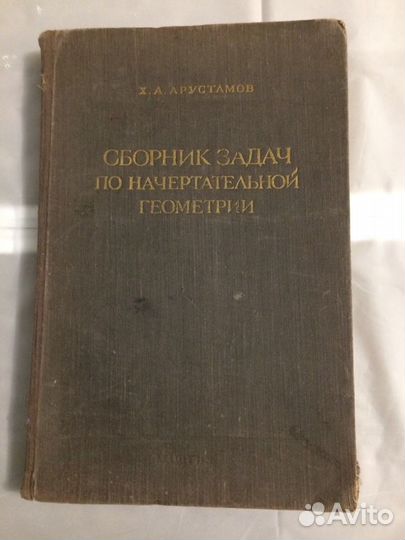 Х. А. АРУСТАМОВ
СБОРНИК ЗАДАЧ
ПО НАЧЕРТАТЕЛЬНОЙ
ГЕОМЕТРИИ
Avito